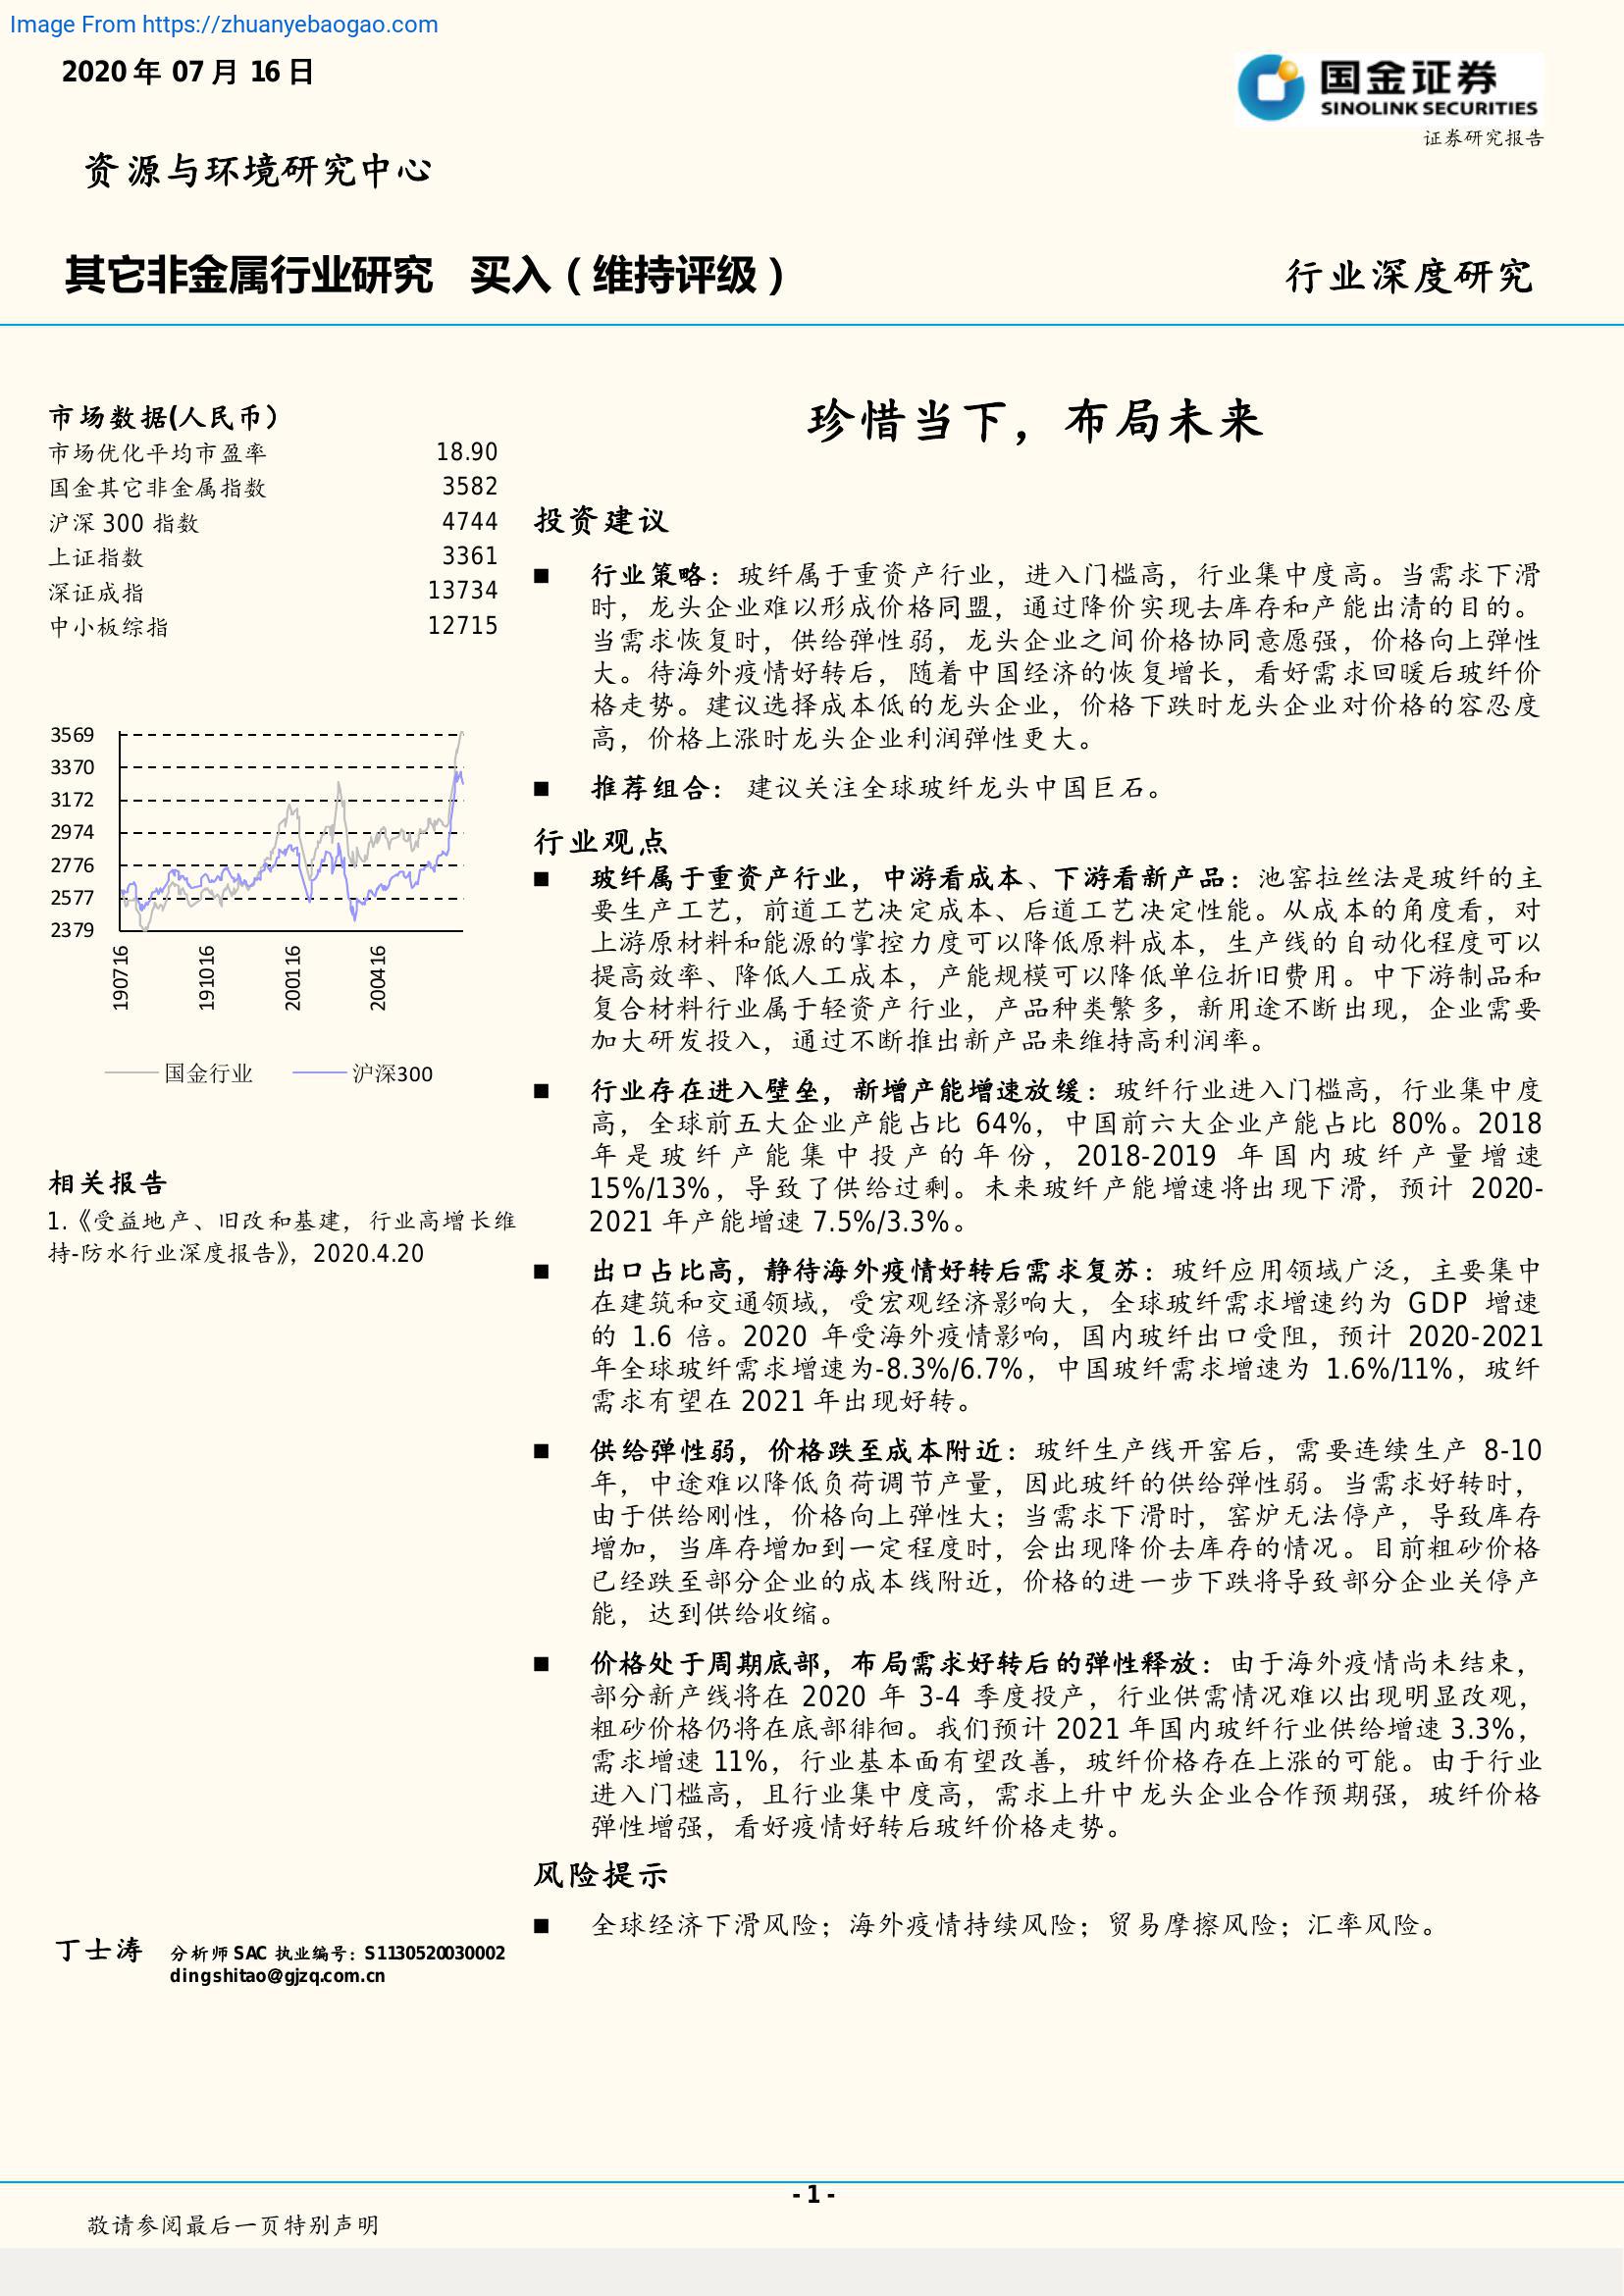 Image From https://zhuanyebaogao.com
2020 年 07 月 16 日
国金证券
SINOLINK SECURITIES
证券研究报告
资源与环境研究中心
其它非金属行业研究 买入（维持评级）
行业深度研究
市场数据(人民币）
市场优化平均市盈率 18.90
国金其它非金属指数 3582
沪深 300 指数 4744
上证指数 3361
深证成指 13734
中小板综指 12715
3569
3370
3172
2974
2776
2577
2379
190716
191016
200116
200416
国金行业 沪深300
相关报告
1.《受益地产、旧改和基建，行业高增长维
持-防水行业深度报告》，2020.4.20
丁士涛 分析师 SAC 执业编号：S1130520030002
dingshitao@gjzq.com.cn
珍惜当下，布局未来
投资建议
■ 行业策略：玻纤属于重资产行业，进入门槛高，行业集中度高。当需求下滑
时，龙头企业难以形成价格同盟，通过降价实现去库存和产能出清的目的。
当需求恢复时，供给弹性弱，龙头企业之间价格协同意愿强，价格向上弹性
大。待海外疫情好转后，随着中国经济的恢复增长，看好需求回暖后玻纤价
格走势。建议选择成本低的龙头企业，价格下跌时龙头企业对价格的容忍度
高，价格上涨时龙头企业利润弹性更大。
■ 推荐组合： 建议关注全球玻纤龙头中国巨石。
行业观点
■ 玻纤属于重资产行业，中游看成本、下游看新产品：池窑拉丝法是玻纤的主
要生产工艺，前道工艺决定成本、后道工艺决定性能。从成本的角度看，对
上游原材料和能源的掌控力度可以降低原料成本，生产线的自动化程度可以
提高效率、降低人工成本，产能规模可以降低单位折旧费用。中下游制品和
复合材料行业属于轻资产行业，产品种类繁多，新用途不断出现，企业需要
加大研发投入，通过不断推出新产品来维持高利润率。
■ 行业存在进入壁垒，新增产能增速放缓：玻纤行业进入门槛高，行业集中度
高，全球前五大企业产能占比 64%，中国前六大企业产能占比 80%。2018
年是玻纤产能集中投产的年份，2018-2019 年国内玻纤产量增速
15%/13%，导致了供给过剩。未来玻纤产能增速将出现下滑，预计 2020-
2021 年产能增速 7.5%/3.3%。
■ 出口占比高，静待海外疫情好转后需求复苏：玻纤应用领域广泛，主要集中
在建筑和交通领域，受宏观经济影响大，全球玻纤需求增速约为 GDP 增速
的 1.6 倍。2020 年受海外疫情影响，国内玻纤出口受阻，预计 2020-2021
年全球玻纤需求增速为-8.3%/6.7%，中国玻纤需求增速为 1.6%/11%，玻纤
需求有望在 2021 年出现好转。
■ 供给弹性弱，价格跌至成本附近：玻纤生产线开窑后，需要连续生产 8-10
年，中途难以降低负荷调节产量，因此玻纤的供给弹性弱。当需求好转时，
由于供给刚性，价格向上弹性大；当需求下滑时，窑炉无法停产，导致库存
增加，当库存增加到一定程度时，会出现降价去库存的情况。目前粗砂价格
已经跌至部分企业的成本线附近，价格的进一步下跌将导致部分企业关停产
能，达到供给收缩。
■ 价格处于周期底部，布局需求好转后的弹性释放：由于海外疫情尚未结束，
部分新产线将在 2020 年 3-4 季度投产，行业供需情况难以出现明显改观，
粗砂价格仍将在底部徘徊。我们预计 2021 年国内玻纤行业供给增速 3.3%，
需求增速 11%，行业基本面有望改善，玻纤价格存在上涨的可能。由于行业
进入门槛高，且行业集中度高，需求上升中龙头企业合作预期强，玻纤价格
弹性增强，看好疫情好转后玻纤价格走势。
风险提示
■ 全球经济下滑风险；海外疫情持续风险；贸易摩擦风险；汇率风险。
- 1 -
敬请参阅最后一页特别声明